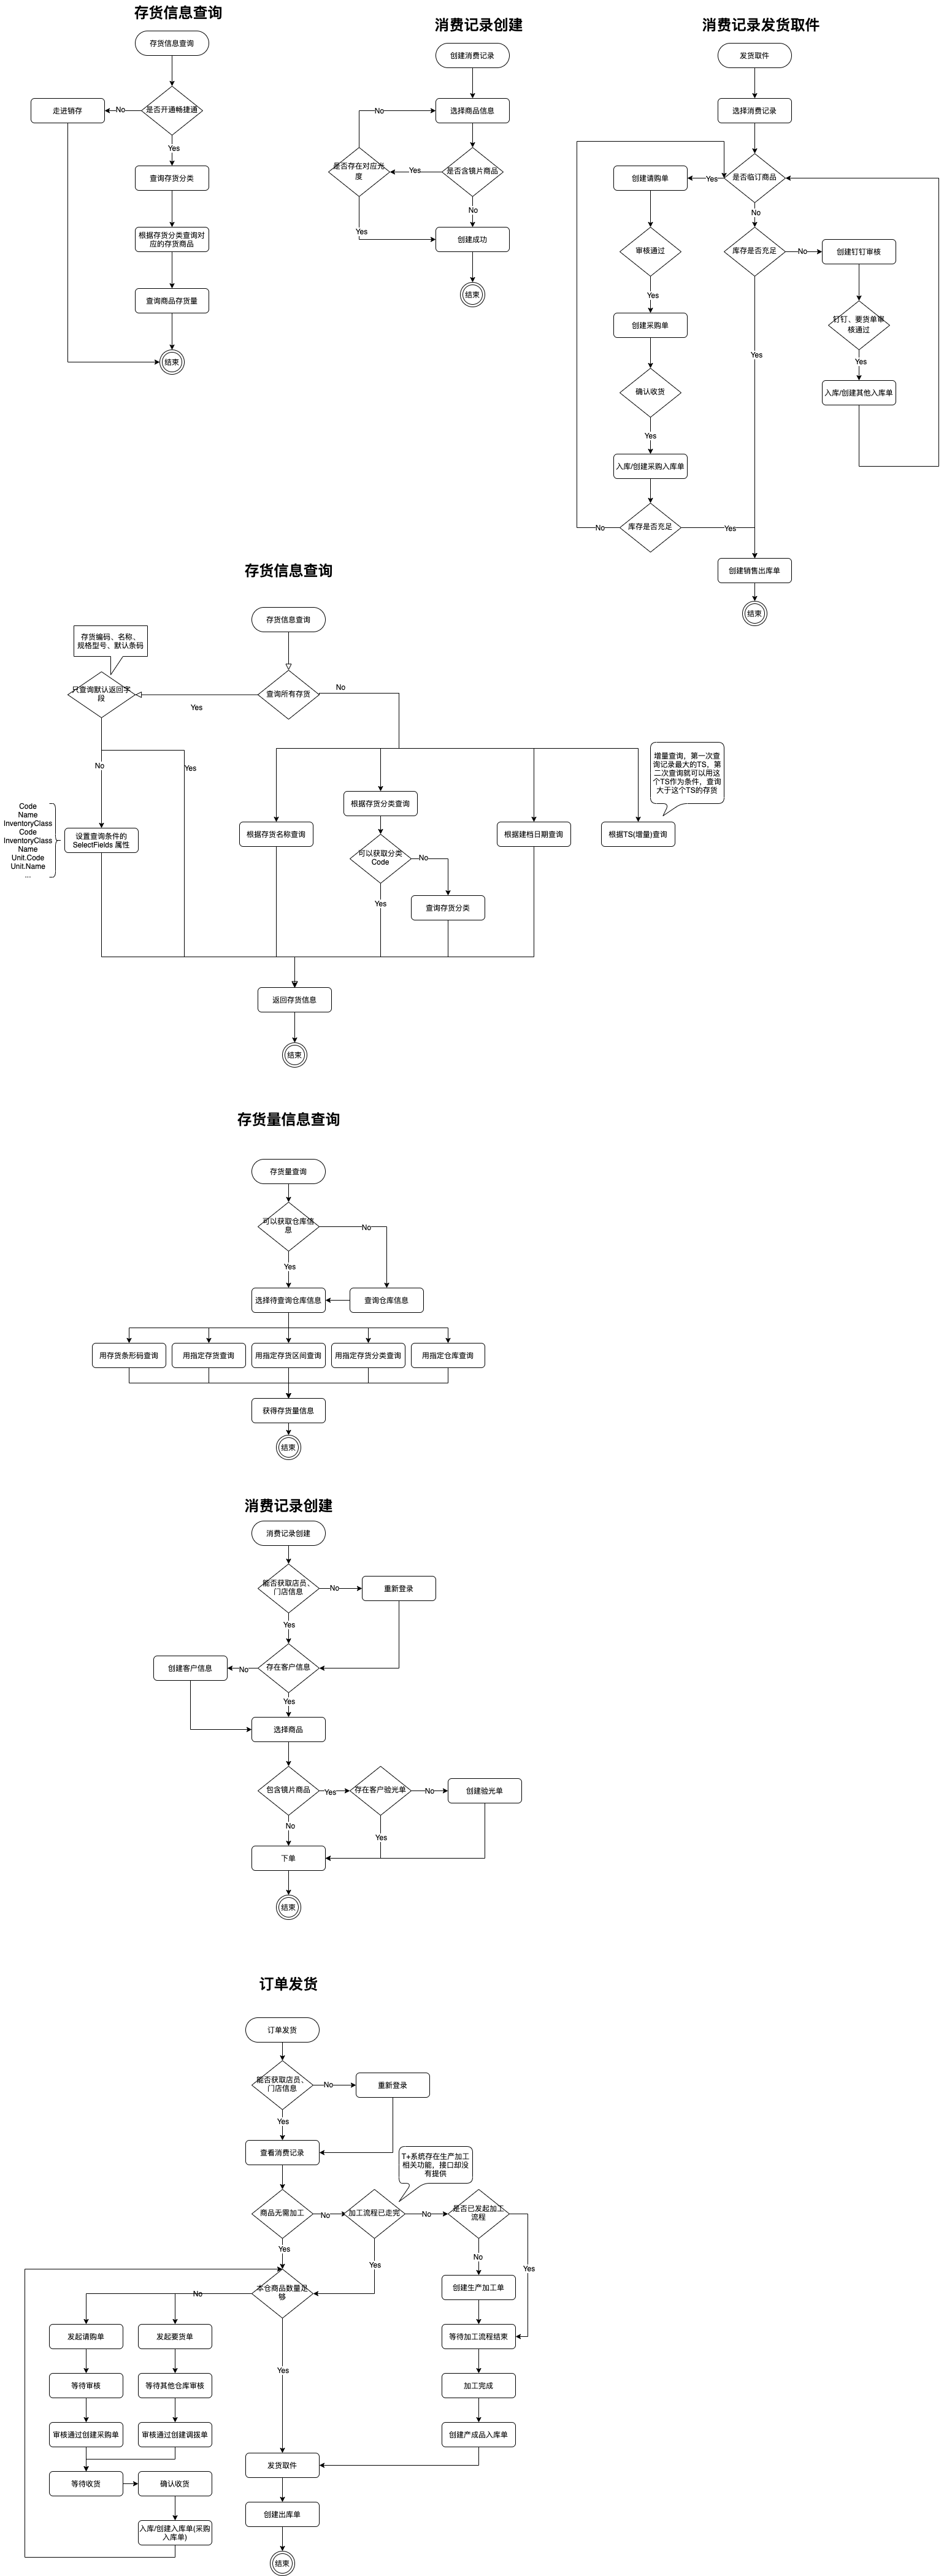 存货信息查询
存货信息查询
是否开通畅捷通
No
走进销存
Yes
查询存货分类
根据存货分类查询对
应的存货商品
查询商品存货量
结束
消费记录创建
创建消费记录
选择商品信息
No
是否含镜片商品
Yes
是否存在对应光
度
No
Yes
创建成功
结束
消费记录发货取件
发货取件
选择消费记录
是否临订商品
Yes
创建请购单
No
审核通过
库存是否充足
No
创建钉钉审核
Yes
创建采购单
钉钉、要货单审
核通过
Yes
Yes
确认收货
入库/创建其他入库单
Yes
入库/创建采购入库单
库存是否充足
No
Yes
创建销售出库单
结束
存货信息查询
存货信息查询
存货编码、名称、
规格型号、默认条码
只查询默认返回字
段
查询所有存货
No
Yes
No
Yes
增量查询，第一次查
询记录最大的TS，第
二次查询就可以用这
个TS作为条件，查询
大于这个TS的存货
Code
Name
InventoryClass
Code
InventoryClass
Name
Unit.Code
Unit.Name
...
设置查询条件的
SelectFields 属性
根据存货名称查询
根据存货分类查询
根据建档日期查询
根据TS(增量)查询
可以获取分类
Code
No
Yes
查询存货分类
返回存货信息
结束
存货量信息查询
存货量查询
可以获取仓库信
息
No
Yes
选择待查询仓库信息
查询仓库信息
用存货条形码查询
用指定存货查询
用指定存货区间查询
用指定存货分类查询
用指定仓库查询
获得存货量信息
结束
消费记录创建
消费记录创建
能否获取店员、
门店信息
No
重新登录
Yes
存在客户信息
No
创建客户信息
Yes
选择商品
包含镜片商品
Yes
存在客户验光单
No
创建验光单
No
Yes
下单
结束
订单发货
订单发货
能否获取店员、
门店信息
No
重新登录
Yes
查看消费记录
T+系统存在生产加工
相关功能，接口却没
有提供
商品无需加工
No
加工流程已走完
No
是否已发起加工
流程
Yes
Yes
No
Yes
本仓商品数量足
够
No
创建生产加工单
发起请购单
发起要货单
等待加工流程结束
Yes
等待审核
等待其他仓库审核
加工完成
审核通过创建采购单
审核通过创建调拨单
创建产成品入库单
等待收货
确认收货
发货取件
入库/创建入库单(采购
入库单)
创建出库单
结束